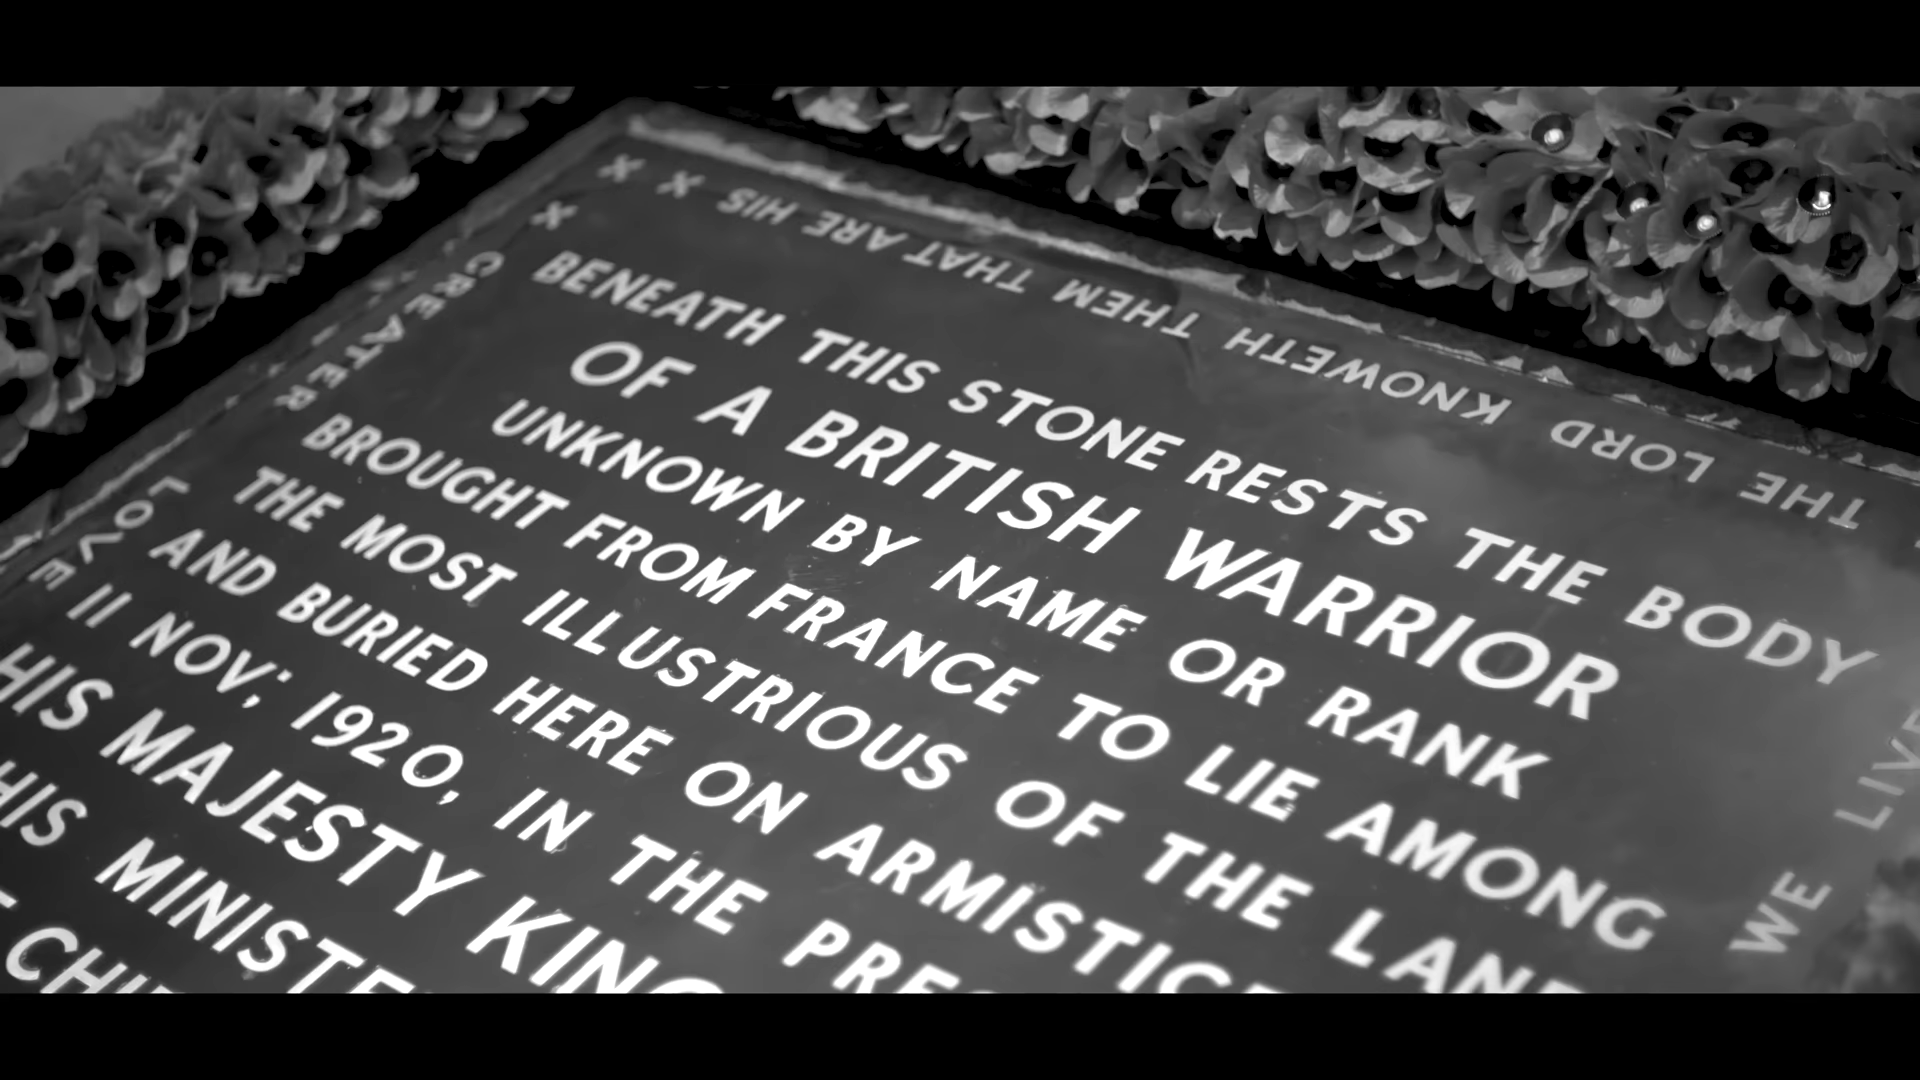 THE LORD KNOWETH THEM THAT ARE HIS
BENEATH THIS STONE RESTS THE BODY
OF A BRITISH WARRIOR
UNKNOWN BY NAME OR RANK
BROUGHT FROM FRANCE TO LIE AMONG
THE MOST ILLUSTRIOUS OF THE
AND BURIED HERE ON
11 NOV: 1920, IN THE
HIS MAJESTY
HIS
GREATER
LOVE
WE